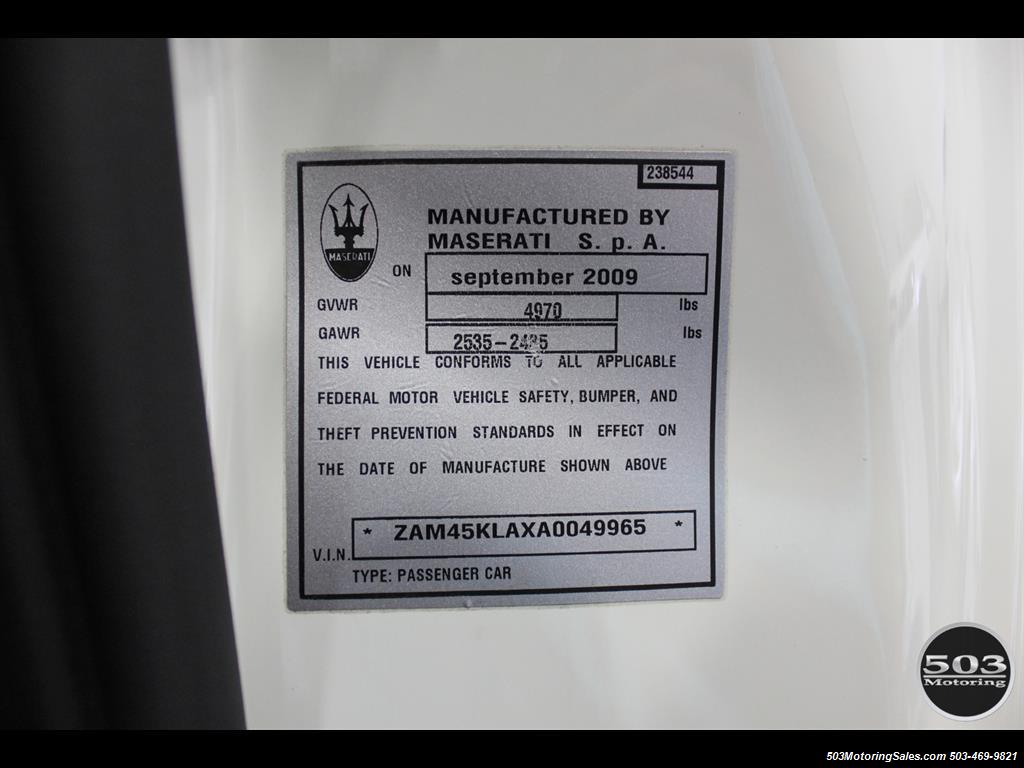 238544
MANUFACTURED BY
MASERATI S. p. A.
MASERATI
ON september 2009
GVWR 4970 lbs
GAWR 2535-2485 lbs
THIS VEHICLE CONFORMS TO ALL APPLICABLE
FEDERAL MOTOR VEHICLE SAFETY, BUMPER, AND
THEFT PREVENTION STANDARDS IN EFFECT ON
THE DATE OF MANUFACTURE SHOWN ABOVE
V.I.N. * ZAM45KLAXA0049965 *
TYPE: PASSENGER CAR
503
Motoring
503MotoringSales.com 503-469-9821